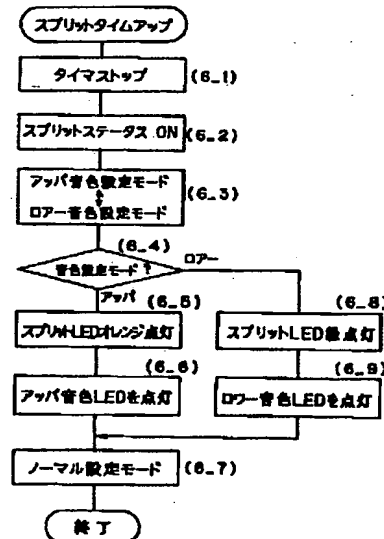 スプリットタイムアップ
タイマストップ (6_1)
スプリットステータス ON (6_2)
アッパ音色設定モード
↕ (6_3)
ロアー音色設定モード
(6_4)
音色設定モード? ロアー
アッパ (6_5) (6_8)
スプリットLEDオレンジ点灯 スプリットLED緑点灯
(6_6) (6_9)
アッパ音色LEDを点灯 ロワー音色LEDを点灯
ノーマル設定モード (6_7)
終了